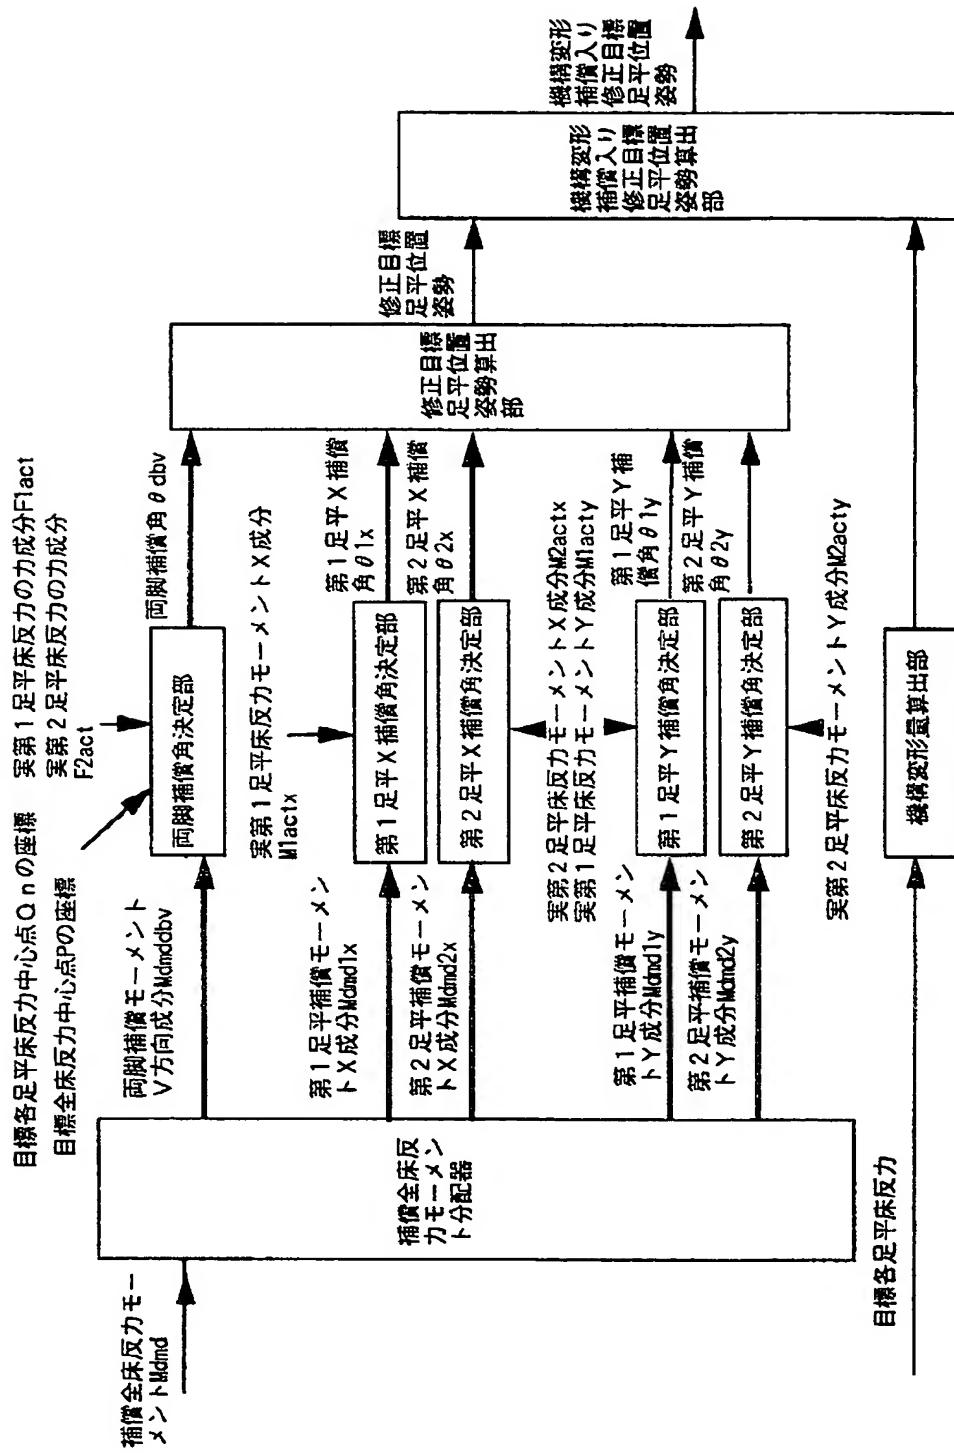 補償全床反力モー
メントMdmd
補償全床反
力モーメン
ト分配器
目標各足平床反力中心点Qnの座標
目標全床反力中心点Pの座標
実第1足平床反力の力成分F1act
実第2足平床反力の力成分
F2act
両脚補償モーメント
V方向成分Mdmddbv
両脚補償角決定部
両脚補償角θdbv
実第1足平床反力モーメントX成分
M1actx
第1足平補償モーメン
トX成分Mdmd1x
第1足平X補償角決定部
第1足平X補償
角θ1x
第2足平補償モーメン
トX成分Mdmd2x
第2足平X補償角決定部
第2足平X補償
角θ2x
実第2足平床反力モーメントX成分M2actx
実第1足平床反力モーメントY成分M1acty
第1足平補償モーメン
トY成分Mdmd1y
第1足平Y補償角決定部
第1足平Y補
償角θ1y
第2足平補償モーメン
トY成分Mdmd2y
第2足平Y補償角決定部
第2足平Y補償
角θ2y
実第2足平床反力モーメントY成分M2acty
目標各足平床反力
機構変形量算出部
修正目標
足平位置
姿勢算出
部
修正目標
足平位置
姿勢
機構変形
補償入り
修正目標
足平位置
姿勢算出
部
機構変形
補償入り
修正目標
足平位置
姿勢